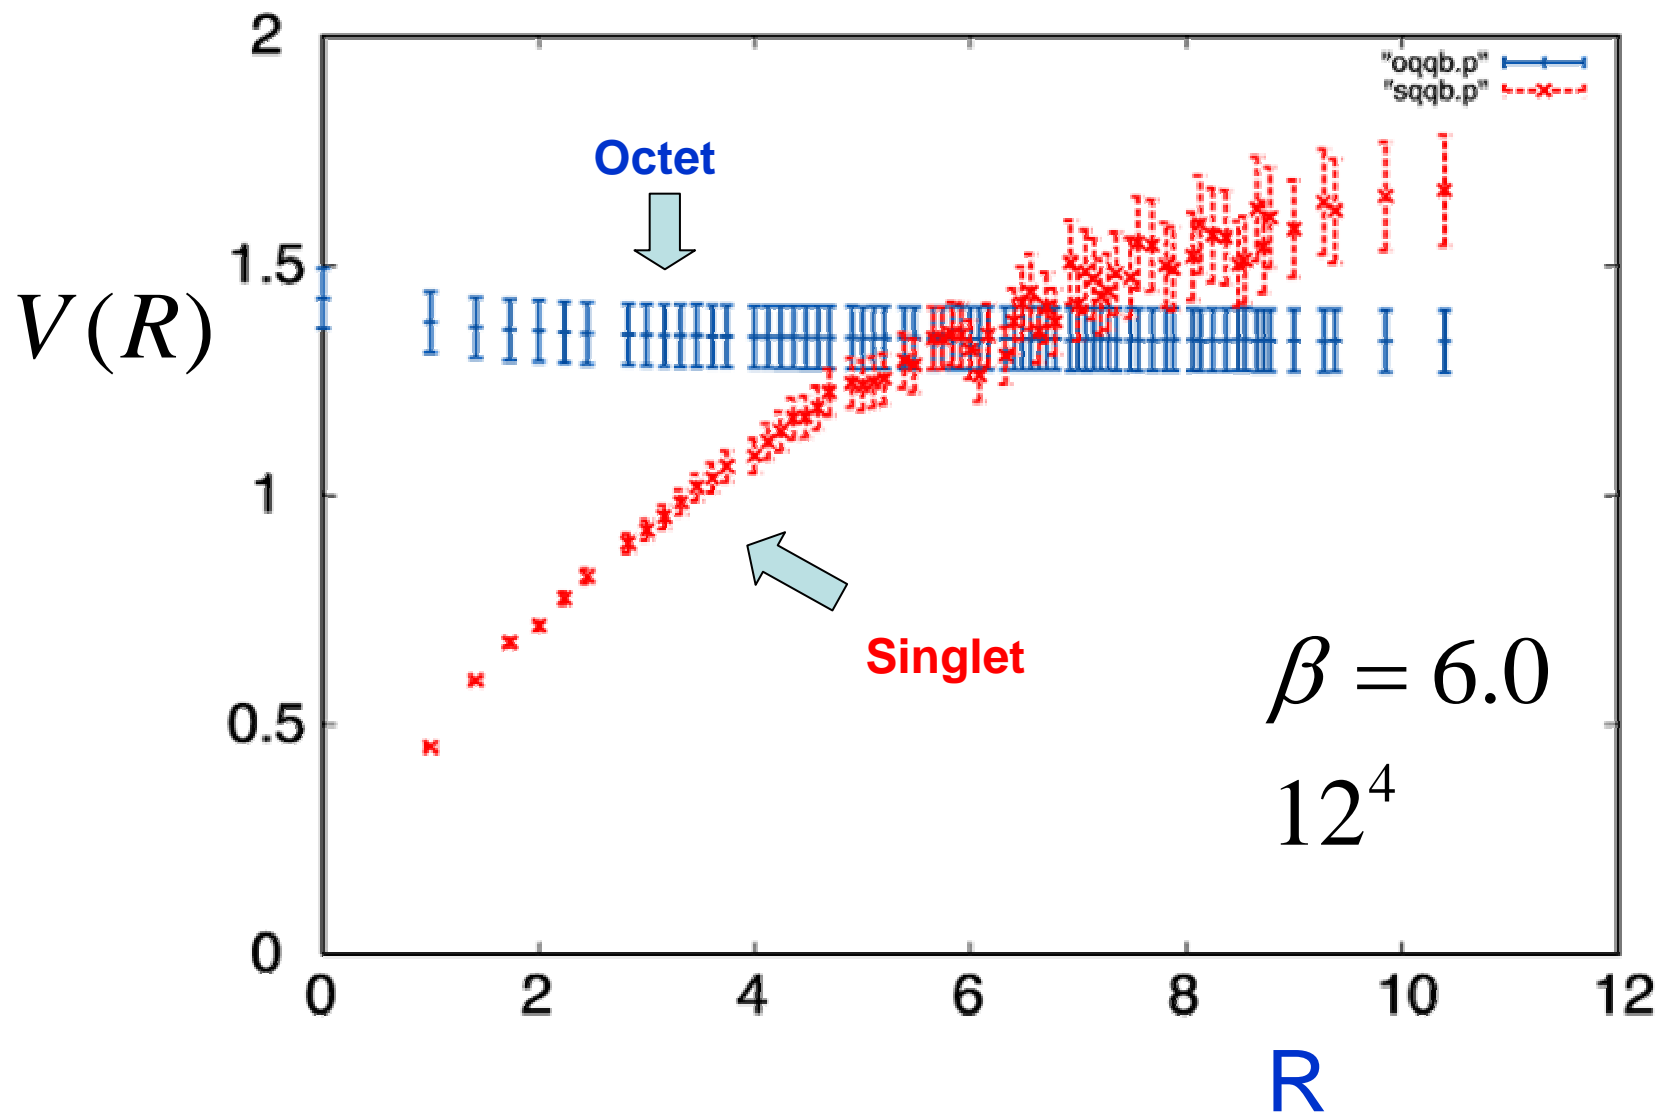 2
"oqqb.p"
"sqqb.p"
Octet
1.5
V(R)
1
Singlet
β = 6.0
0.5
12⁴
0
0 2 4 6 8 10 12
R